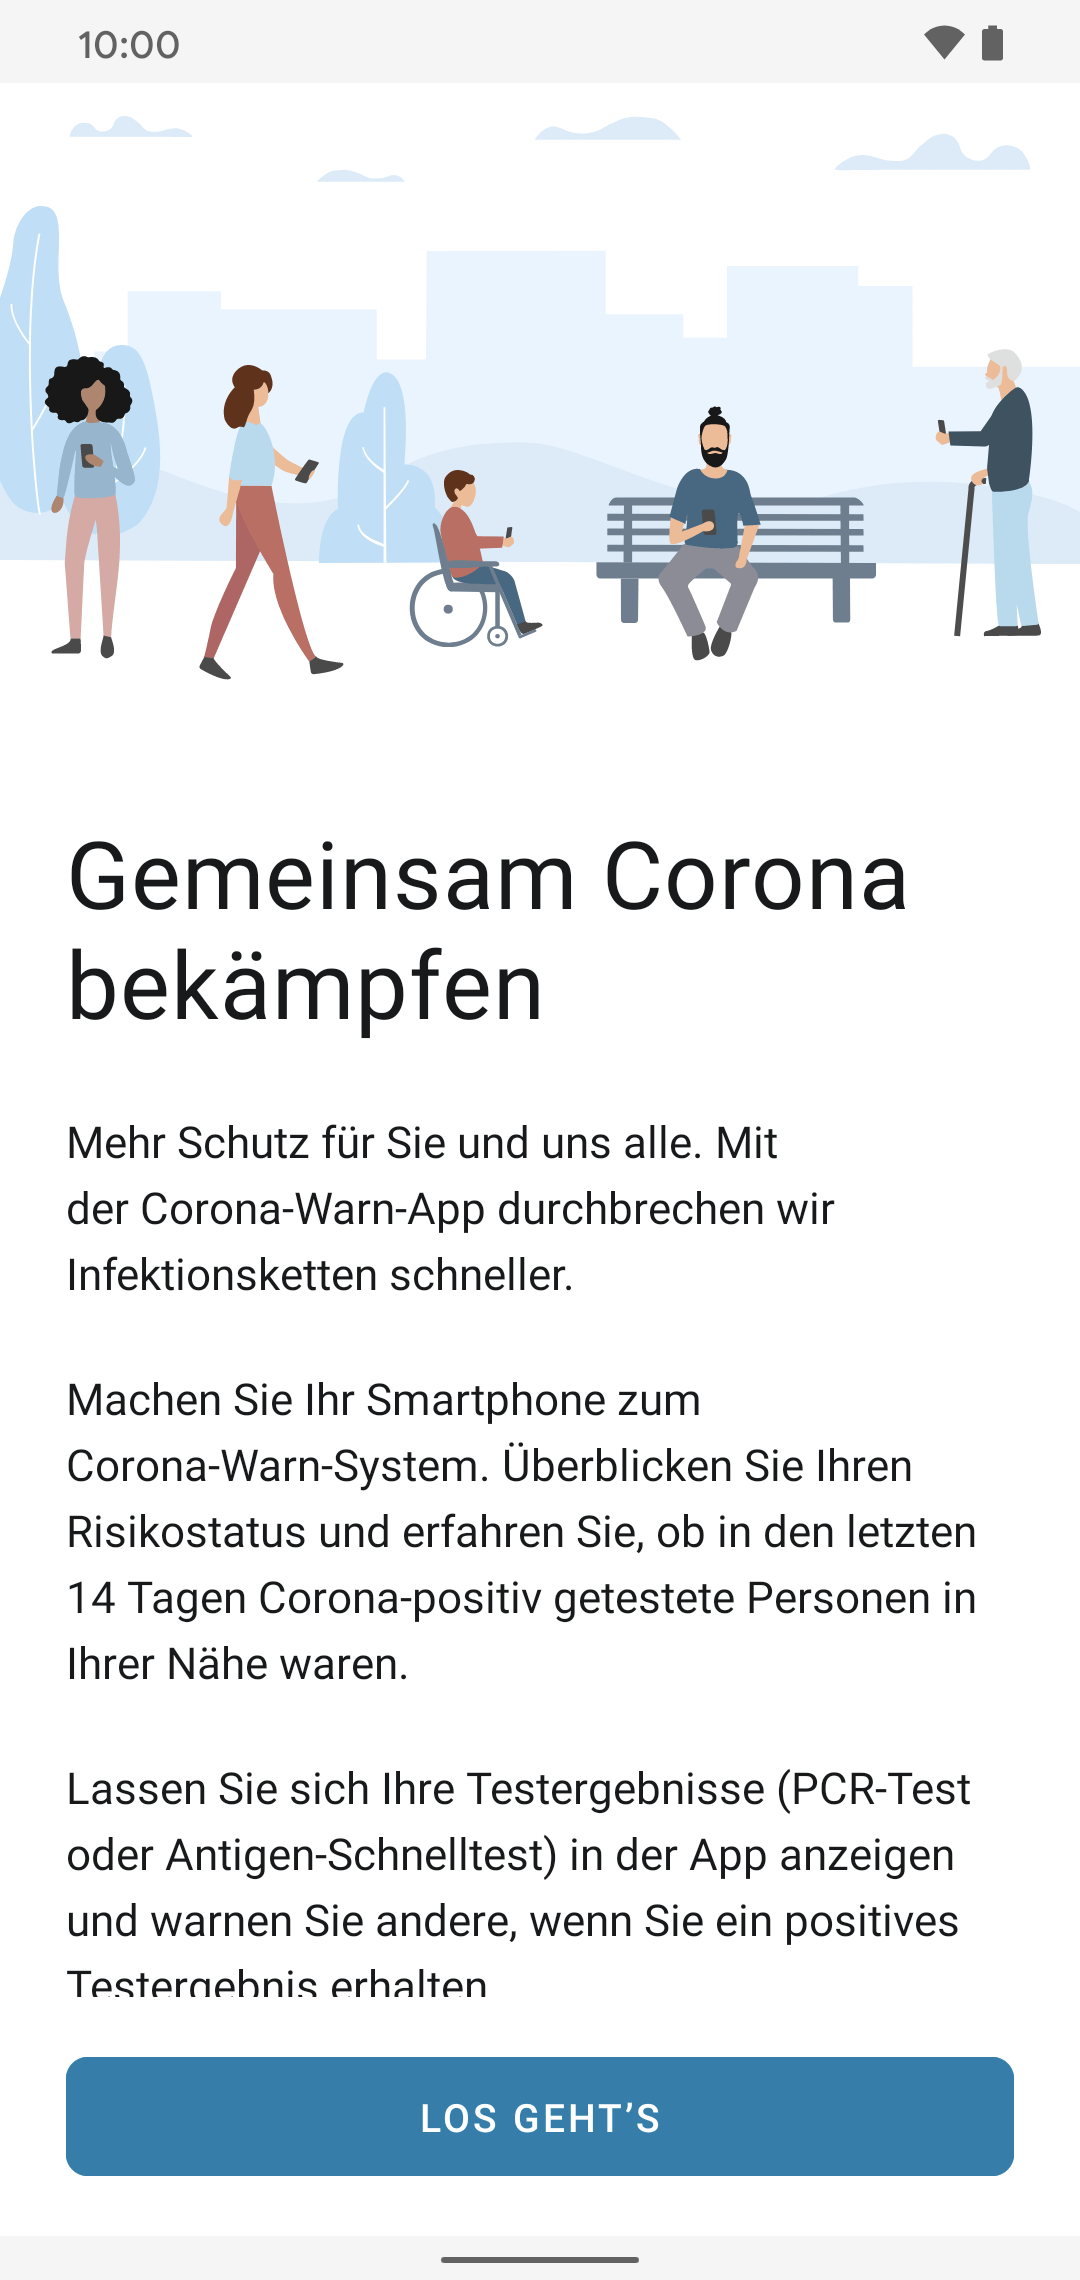 10:00
Gemeinsam Corona
bekämpfen
Mehr Schutz für Sie und uns alle. Mit
der Corona-Warn-App durchbrechen wir
Infektionsketten schneller.
Machen Sie Ihr Smartphone zum
Corona-Warn-System. Überblicken Sie Ihren
Risikostatus und erfahren Sie, ob in den letzten
14 Tagen Corona-positiv getestete Personen in
Ihrer Nähe waren.
Lassen Sie sich Ihre Testergebnisse (PCR-Test
oder Antigen-Schnelltest) in der App anzeigen
und warnen Sie andere, wenn Sie ein positives
Testergebnis erhalten
LOS GEHT’S